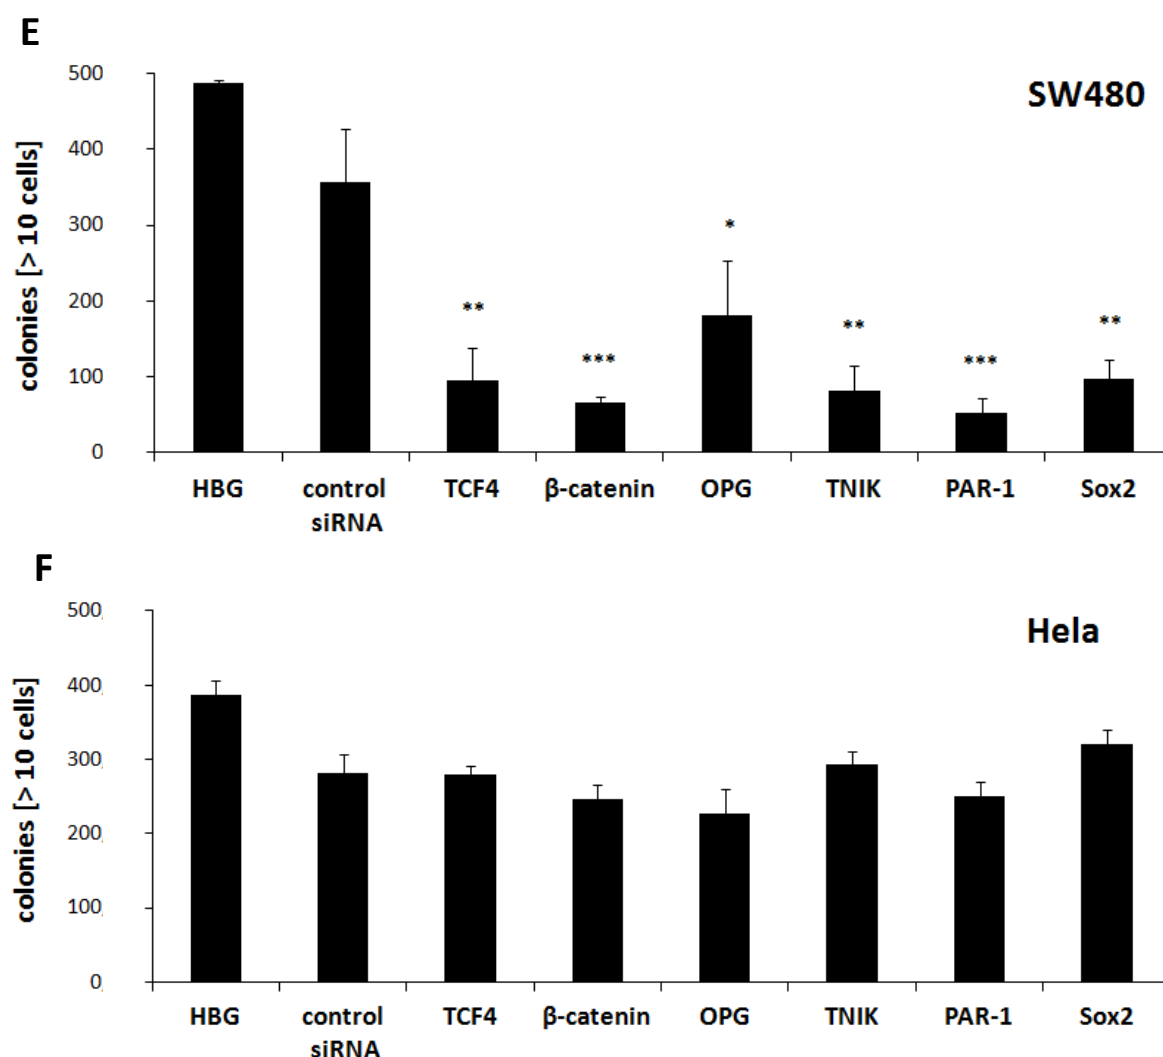 E
SW480
colonies [> 10 cells]
500
400
300
200
100
0
**
***
*
**
***
**
HBG control siRNA TCF4 β-catenin OPG TNIK PAR-1 Sox2
F
Hela
colonies [> 10 cells]
500,
400,
300,
200,
100,
0,
HBG control siRNA TCF4 β-catenin OPG TNIK PAR-1 Sox2